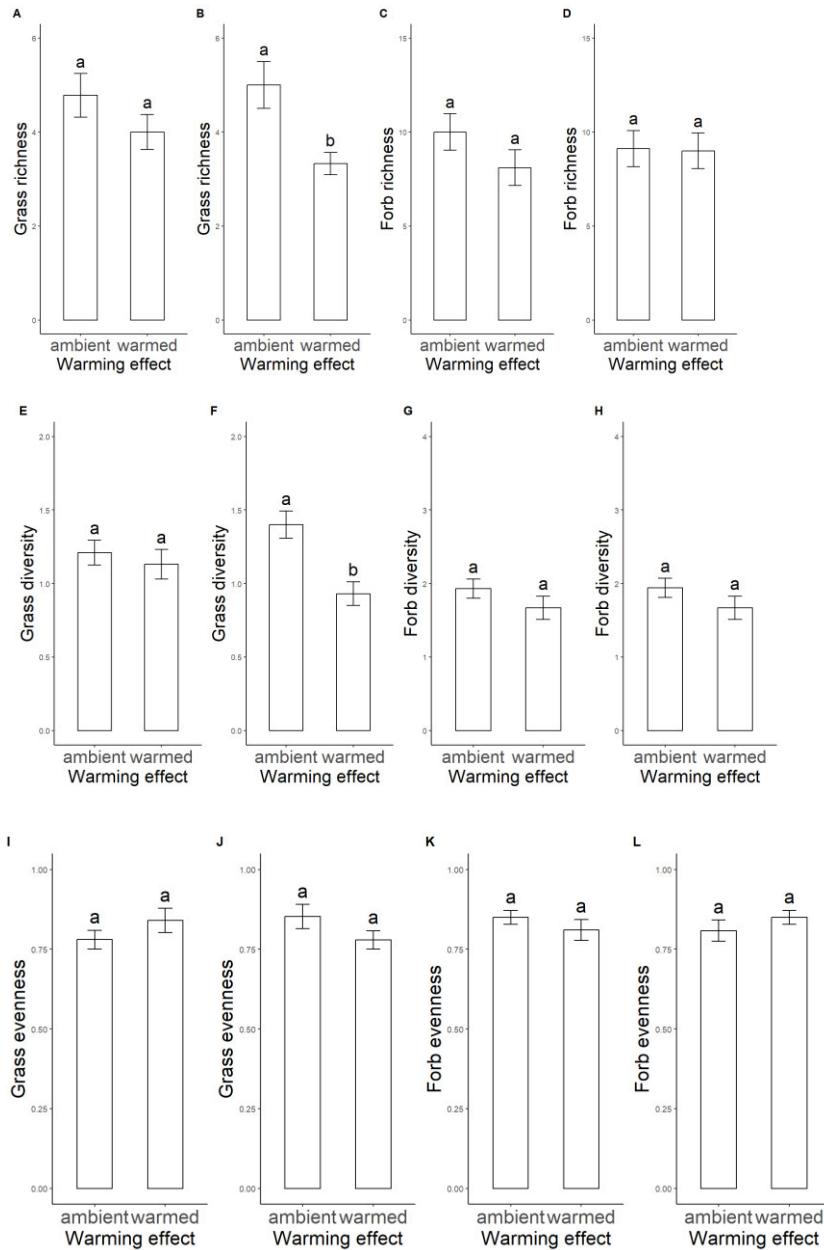 A B C D
Grass richness Grass richness Forb richness Forb richness
6 6 15 15
a a a a a a
a b
4 4 10 10
2 2 5 5
0 0 0 0
ambient warmed ambient warmed ambient warmed ambient warmed
Warming effect Warming effect Warming effect Warming effect
E F G H
Grass diversity Grass diversity Forb diversity Forb diversity
2.0 2.0 4 4
1.5 1.5 3 3
a a a b a a a a
1.0 1.0 2 2
0.5 0.5 1 1
0.0 0.0 0 0
ambient warmed ambient warmed ambient warmed ambient warmed
Warming effect Warming effect Warming effect Warming effect
I J K L
Grass evenness Grass evenness Forb evenness Forb evenness
1.00 1.00 1.00 1.00
a a a a a a a a
0.75 0.75 0.75 0.75
0.50 0.50 0.50 0.50
0.25 0.25 0.25 0.25
0.00 0.00 0.00 0.00
ambient warmed ambient warmed ambient warmed ambient warmed
Warming effect Warming effect Warming effect Warming effect